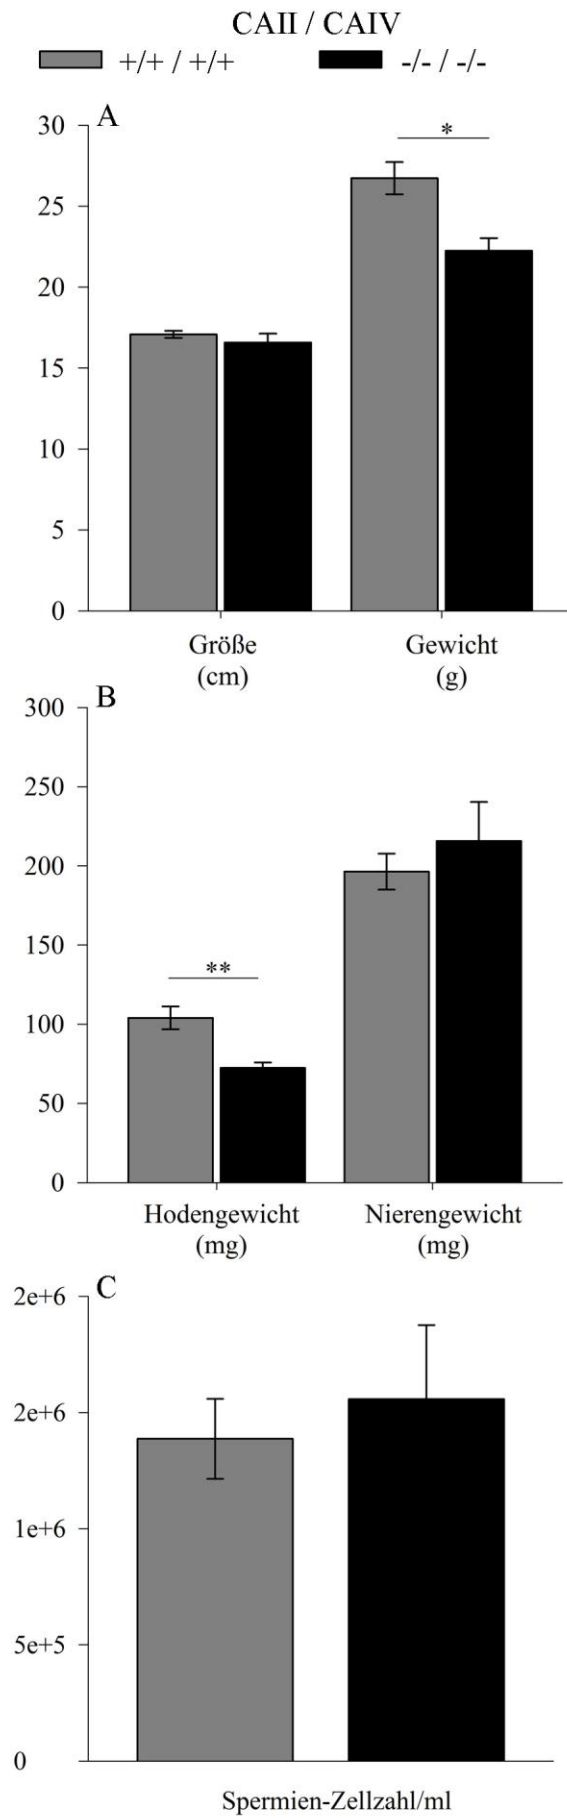 CAII / CAIV
+/+ / +/+ -/- / -/-
A
30
25
20
15
10
5
0
*
Größe
(cm)
Gewicht
(g)
B
300
250
200
150
100
50
0
**
Hodengewicht
(mg)
Nierengewicht
(mg)
C
2e+6
2e+6
1e+6
5e+5
0
Spermien-Zellzahl/ml